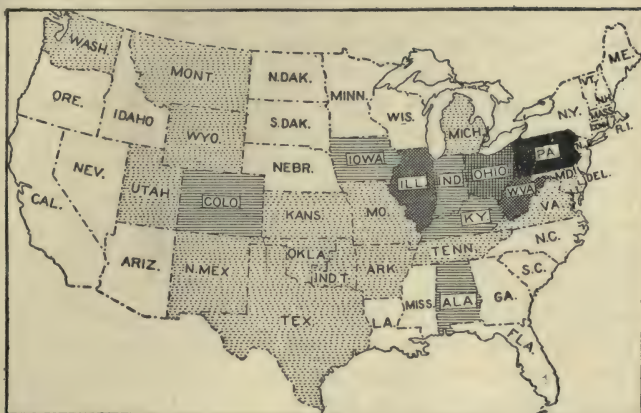 WASH.
MONT.
N.DAK.
MINN.
ME.
VT.
N.H.
ORE.
IDAHO
S.DAK.
WIS.
MICH.
N.Y.
MASS.
R.I.
WYO.
IOWA
PA.
NEBR.
NEV.
UTAH
COLO
ILL.
IND.
OHIO
W.VA.
MD.
DEL.
CAL.
KANS.
MO.
KY.
VA.
ARIZ.
N.MEX
OKLA.
IND.T.
ARK.
TENN.
N.C.
S.C.
TEX.
LA.
MISS.
ALA.
GA.
FLA.